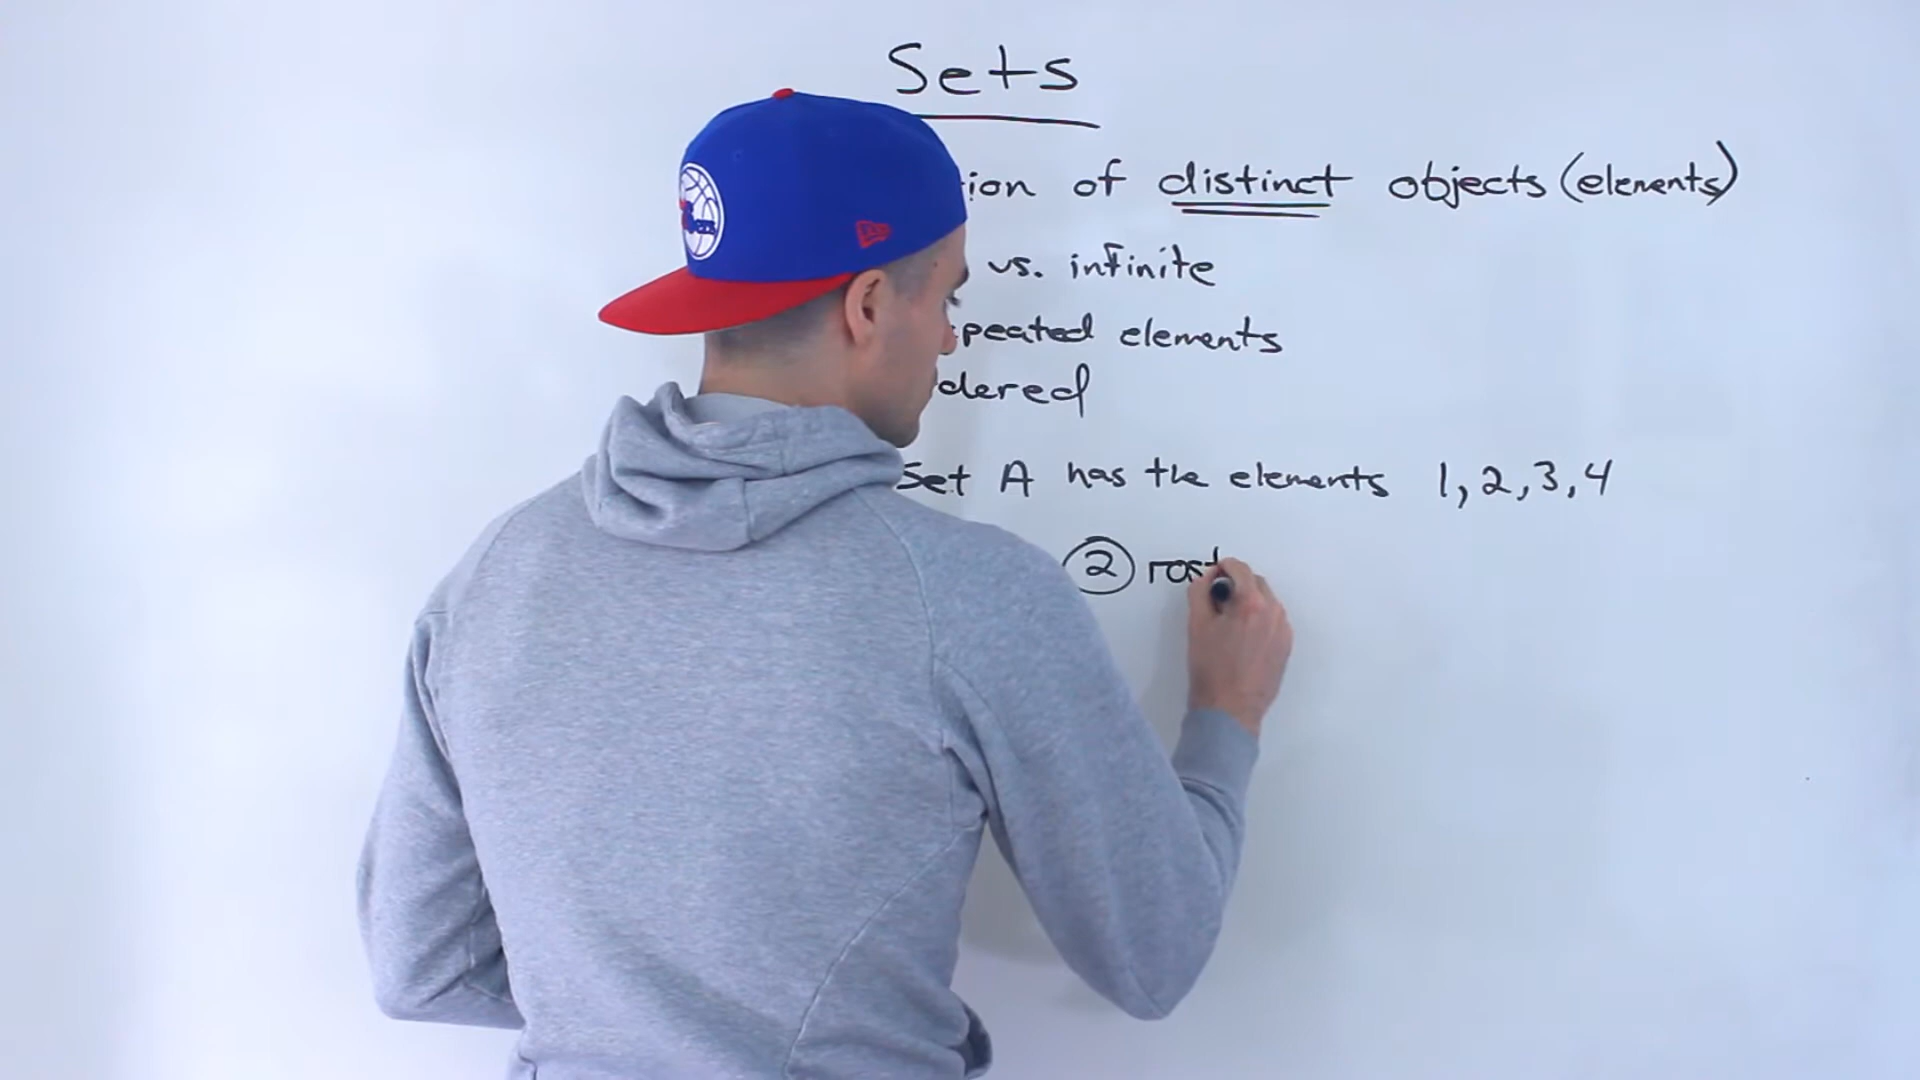 Sets
ion of distinct objects (elements)
vs. infinite
peated elements
dered
Set A has the elements 1, 2, 3, 4
② rost